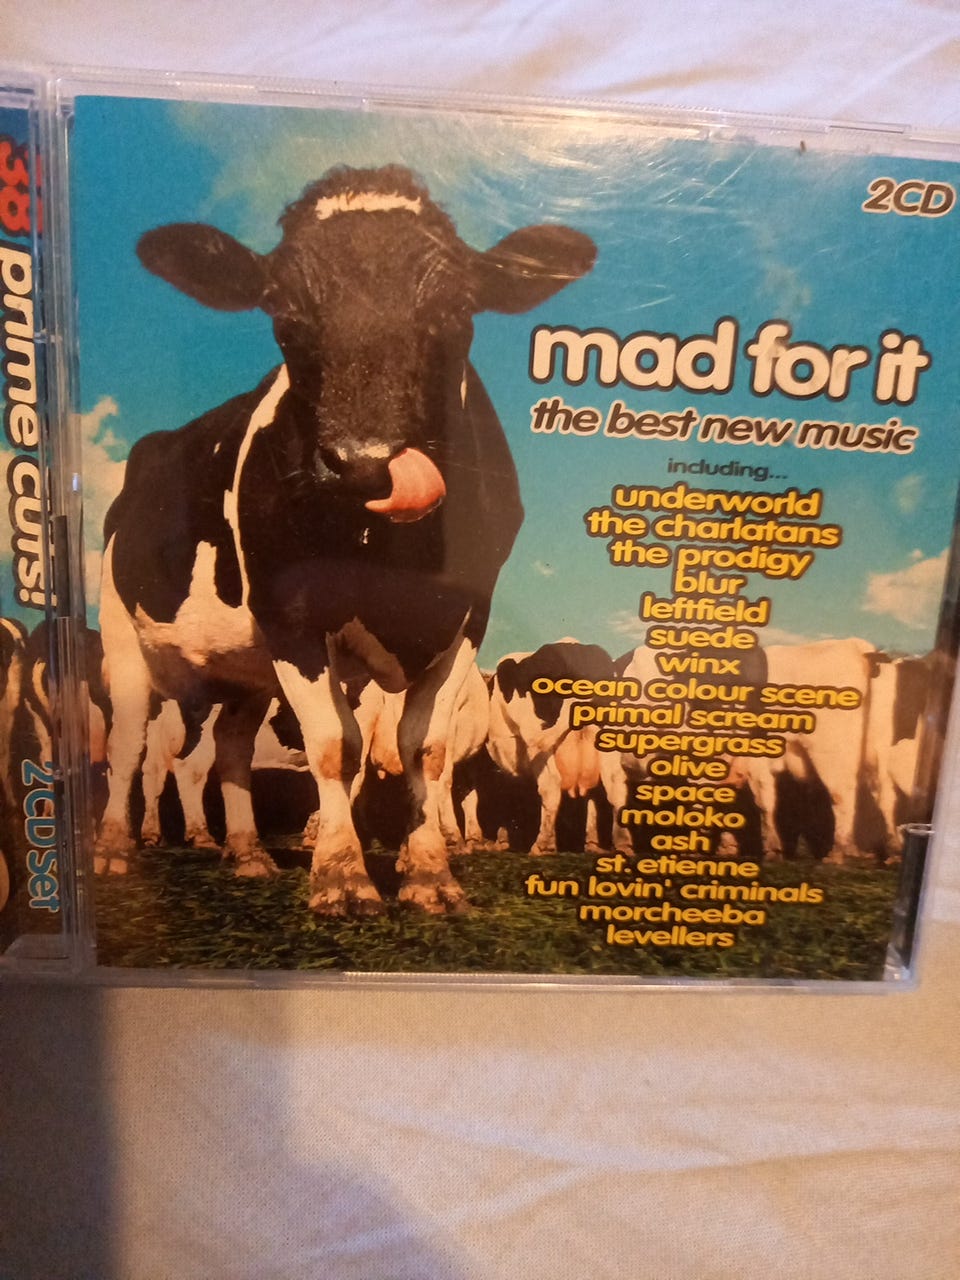 38 prime cuts!
2CD Set
2CD
mad for it
the best new music
including...
underworld
the charlatans
the prodigy
blur
leftfield
suede
winx
ocean colour scene
primal scream
supergrass
olive
space
moloko
ash
st. etienne
fun lovin' criminals
morcheeba
levellers